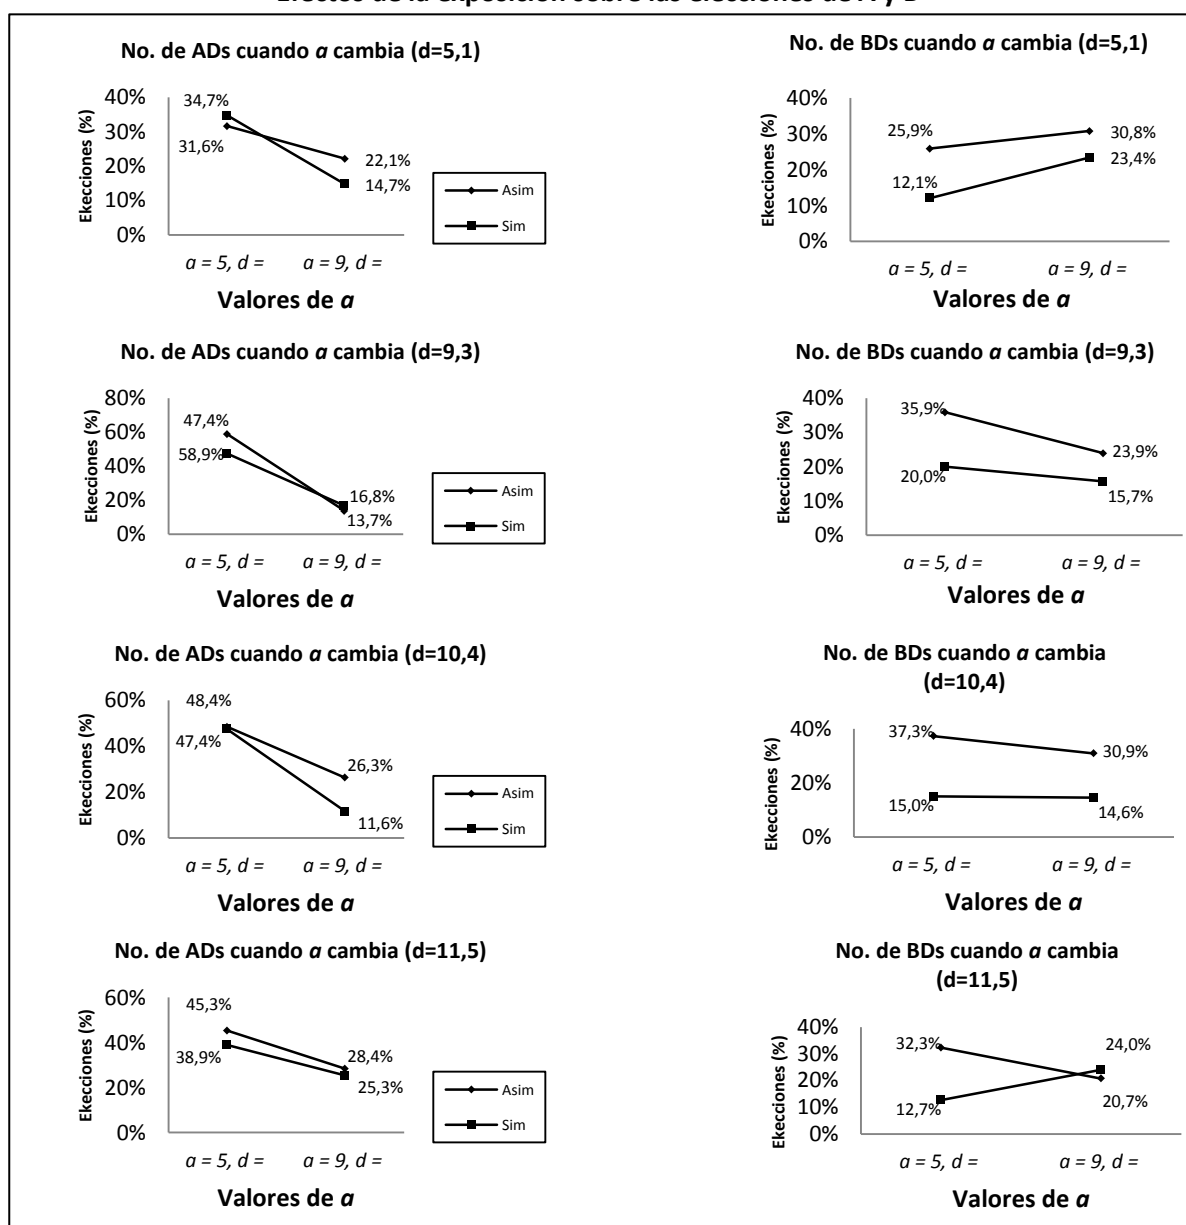 No. de ADs cuando a cambia (d=5,1)
Ekecciones (%)
40%
30%
20%
10%
0%
34,7%
31,6%
22,1%
14,7%
a = 5, d =
a = 9, d =
Valores de a
Asim
Sim
No. de BDs cuando a cambia (d=5,1)
Ekecciones (%)
40%
30%
20%
10%
0%
25,9%
12,1%
30,8%
23,4%
a = 5, d =
a = 9, d =
Valores de a
No. de ADs cuando a cambia (d=9,3)
Ekecciones (%)
80%
60%
40%
20%
0%
47,4%
58,9%
16,8%
13,7%
a = 5, d =
a = 9, d =
Valores de a
Asim
Sim
No. de BDs cuando a cambia (d=9,3)
Ekecciones (%)
40%
30%
20%
10%
0%
35,9%
20,0%
23,9%
15,7%
a = 5, d =
a = 9, d =
Valores de a
No. de ADs cuando a cambia (d=10,4)
Ekecciones (%)
60%
40%
20%
0%
48,4%
47,4%
26,3%
11,6%
a = 5, d =
a = 9, d =
Valores de a
Asim
Sim
No. de BDs cuando a cambia
(d=10,4)
Ekecciones (%)
40%
20%
0%
37,3%
15,0%
30,9%
14,6%
a = 5, d =
a = 9, d =
Valores de a
No. de ADs cuando a cambia (d=11,5)
Ekecciones (%)
60%
40%
20%
0%
45,3%
38,9%
28,4%
25,3%
a = 5, d =
a = 9, d =
Valores de a
Asim
Sim
No. de BDs cuando a cambia
(d=11,5)
Ekecciones (%)
40%
30%
20%
10%
0%
32,3%
12,7%
24,0%
20,7%
a = 5, d =
a = 9, d =
Valores de a